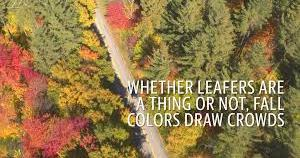 WHETHER LEAFERS ARE
A THING OR NOT, FALL
COLORS DRAW CROWDS